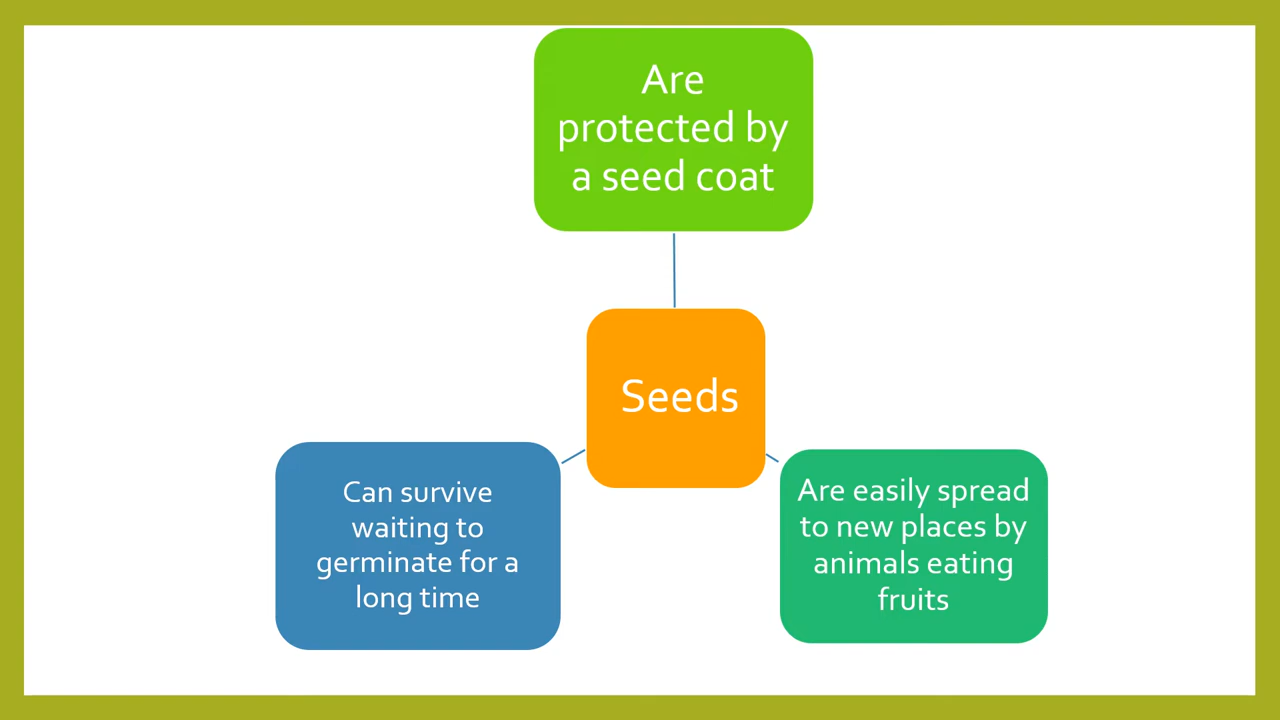 Are
protected by
a seed coat
Seeds
Can survive
waiting to
germinate for a
long time
Are easily spread
to new places by
animals eating
fruits